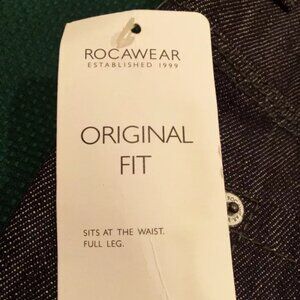 ROCAWEAR
ESTABLISHED 1999
ORIGINAL
FIT
SITS AT THE WAIST.
FULL LEG.